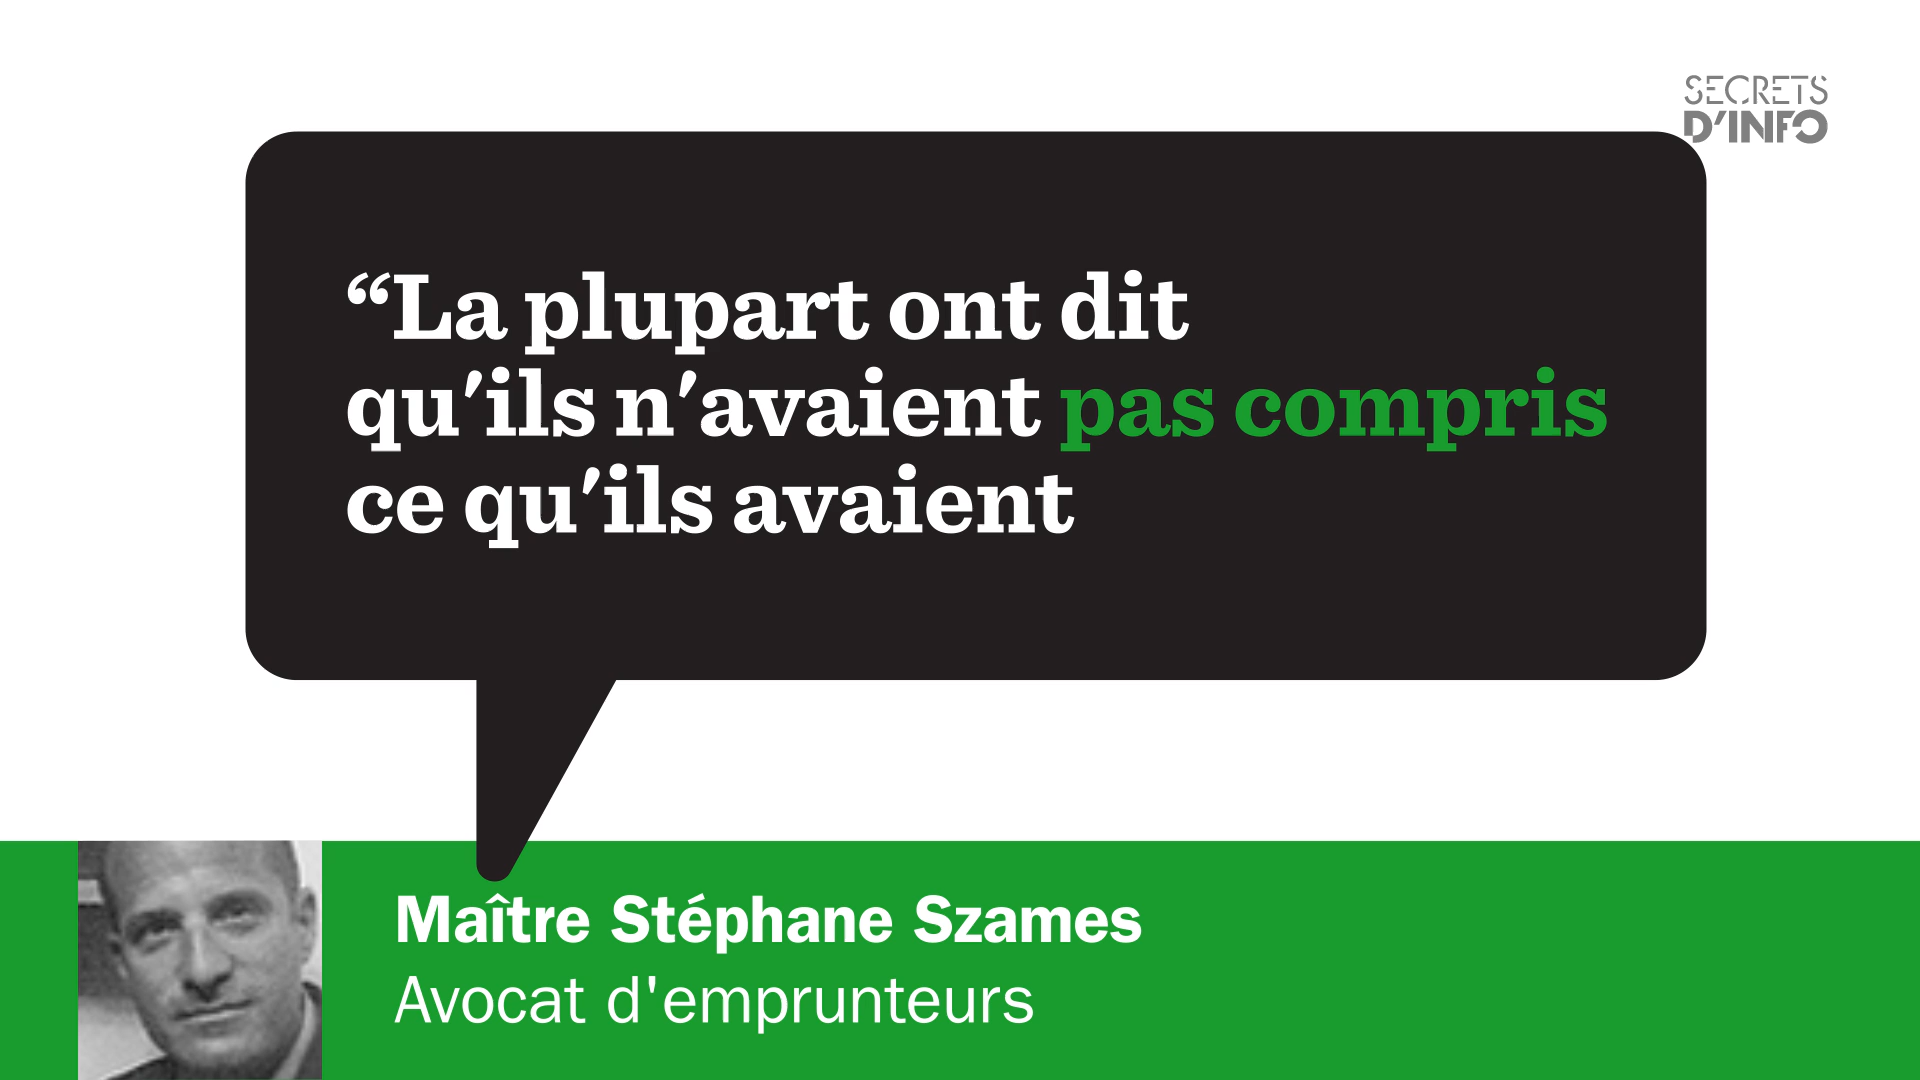 SECRETS
D'INFO
“La plupart ont dit
qu'ils n'avaient pas compris
ce qu'ils avaient
Maître Stéphane Szames
Avocat d'emprunteurs